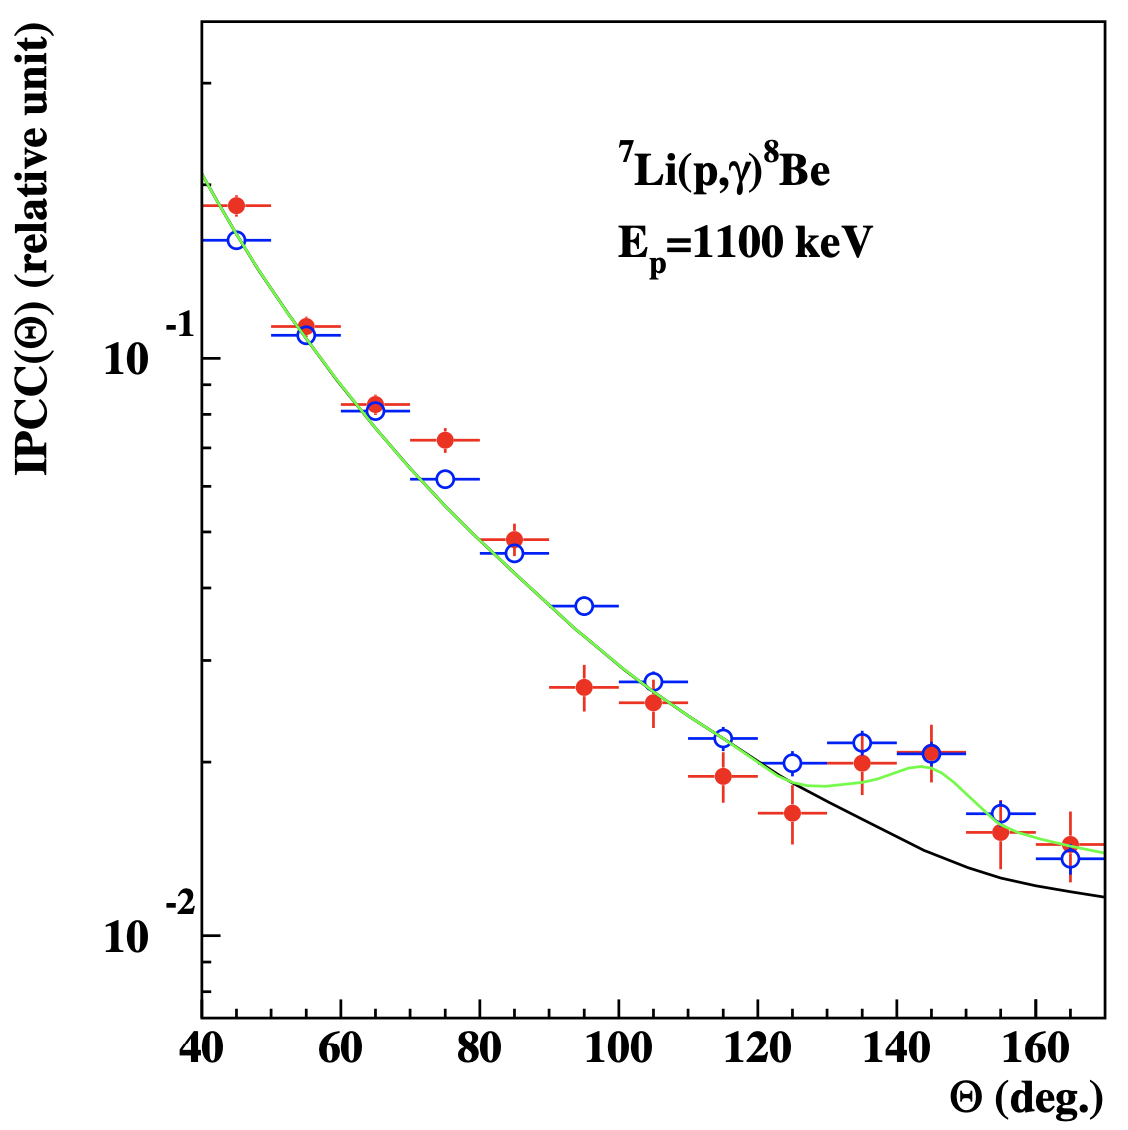 IPCC(Θ) (relative unit)
⁷Li(p,γ)⁸Be
Eₚ=1100 keV
10⁻¹
10⁻²
40 60 80 100 120 140 160
Θ (deg.)